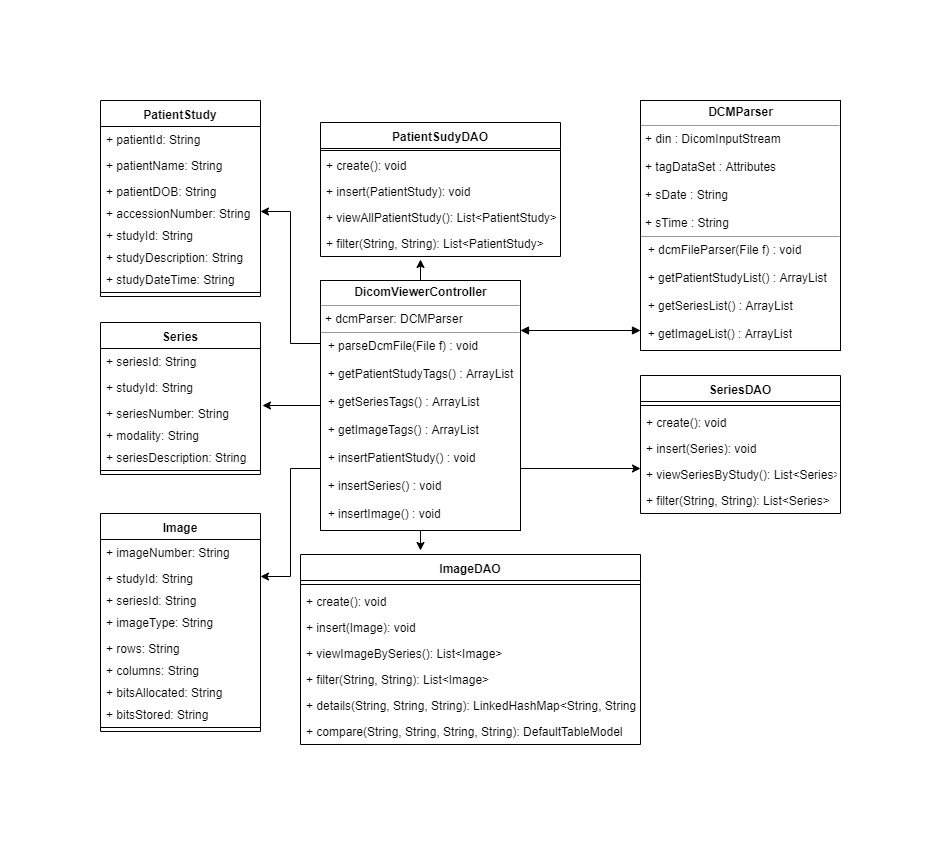 PatientStudy
+ patientId: String
+ patientName: String
+ patientDOB: String
+ accessionNumber: String
+ studyId: String
+ studyDescription: String
+ studyDateTime: String
Series
+ seriesId: String
+ studyId: String
+ seriesNumber: String
+ modality: String
+ seriesDescription: String
Image
+ imageNumber: String
+ studyId: String
+ seriesId: String
+ imageType: String
+ rows: String
+ columns: String
+ bitsAllocated: String
+ bitsStored: String
PatientSudyDAO
+ create(): void
+ insert(PatientStudy): void
+ viewAllPatientStudy(): List<PatientStudy>
+ filter(String, String): List<PatientStudy>
DicomViewerController
+ dcmParser: DCMParser
+ parseDcmFile(File f) : void
+ getPatientStudyTags() : ArrayList
+ getSeriesTags() : ArrayList
+ getImageTags() : ArrayList
+ insertPatientStudy() : void
+ insertSeries() : void
+ insertImage() : void
ImageDAO
+ create(): void
+ insert(Image): void
+ viewImageBySeries(): List<Image>
+ filter(String, String): List<Image>
+ details(String, String, String): LinkedHashMap<String, String
+ compare(String, String, String, String): DefaultTableModel
DCMParser
+ din : DicomInputStream
+ tagDataSet : Attributes
+ sDate : String
+ sTime : String
+ dcmFileParser(File f) : void
+ getPatientStudyList() : ArrayList
+ getSeriesList() : ArrayList
+ getImageList() : ArrayList
SeriesDAO
+ create(): void
+ insert(Series): void
+ viewSeriesByStudy(): List<Series>
+ filter(String, String): List<Series>